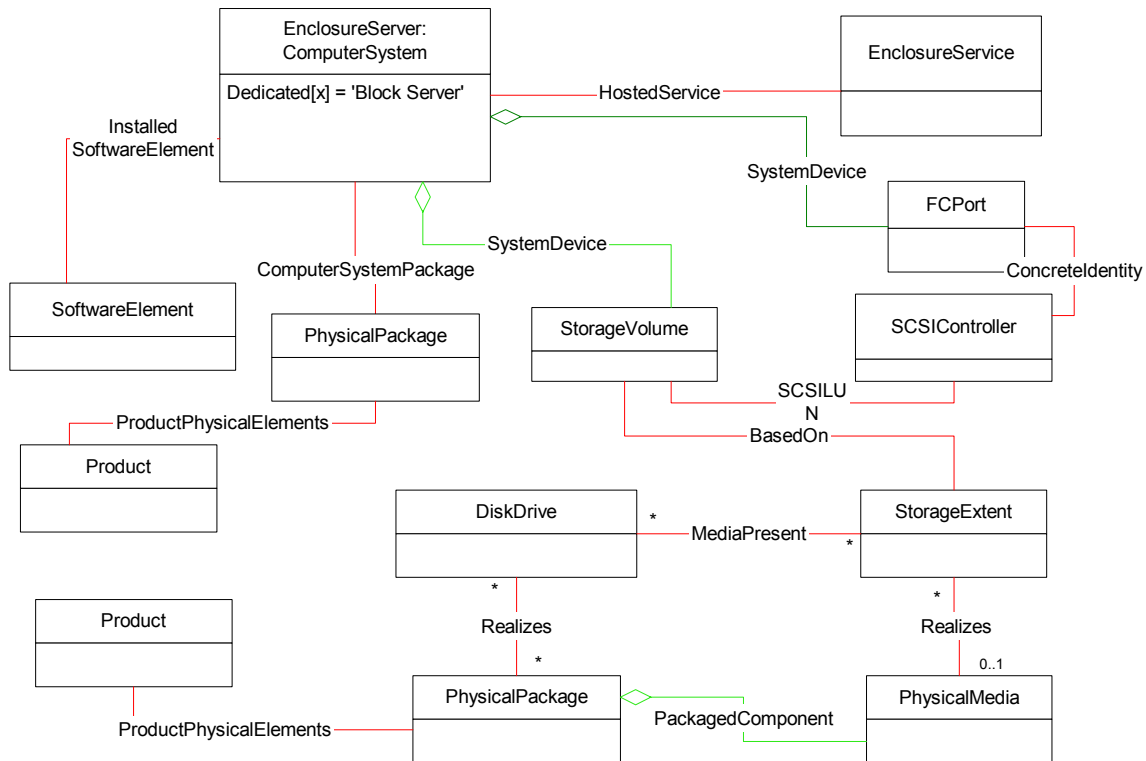 EnclosureServer:
ComputerSystem
Dedicated[x] = 'Block Server'
EnclosureService
HostedService
Installed
SoftwareElement
SystemDevice
FCPort
SystemDevice
ComputerSystemPackage
ConcreteIdentity
SoftwareElement
PhysicalPackage
StorageVolume
SCSIController
SCSILU
N
ProductPhysicalElements
BasedOn
Product
DiskDrive
StorageExtent
*
MediaPresent
*
*
*
Product
Realizes
Realizes
*
0..1
PhysicalPackage
PhysicalMedia
ProductPhysicalElements
PackagedComponent